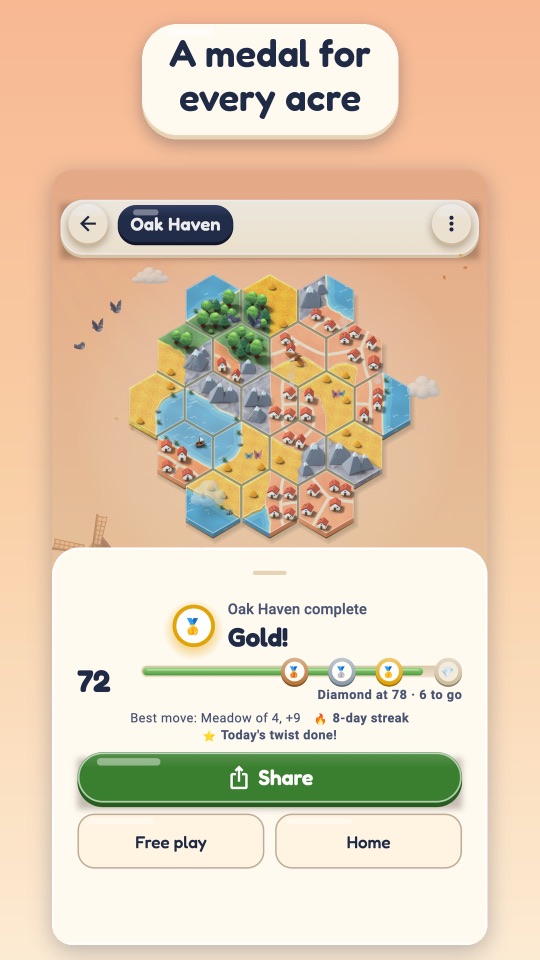 A medal for
every acre
Oak Haven
Oak Haven complete
Gold!
72
Diamond at 78 · 6 to go
Best move: Meadow of 4, +9 🔥 8-day streak
⭐ Today's twist done!
Share
Free play
Home